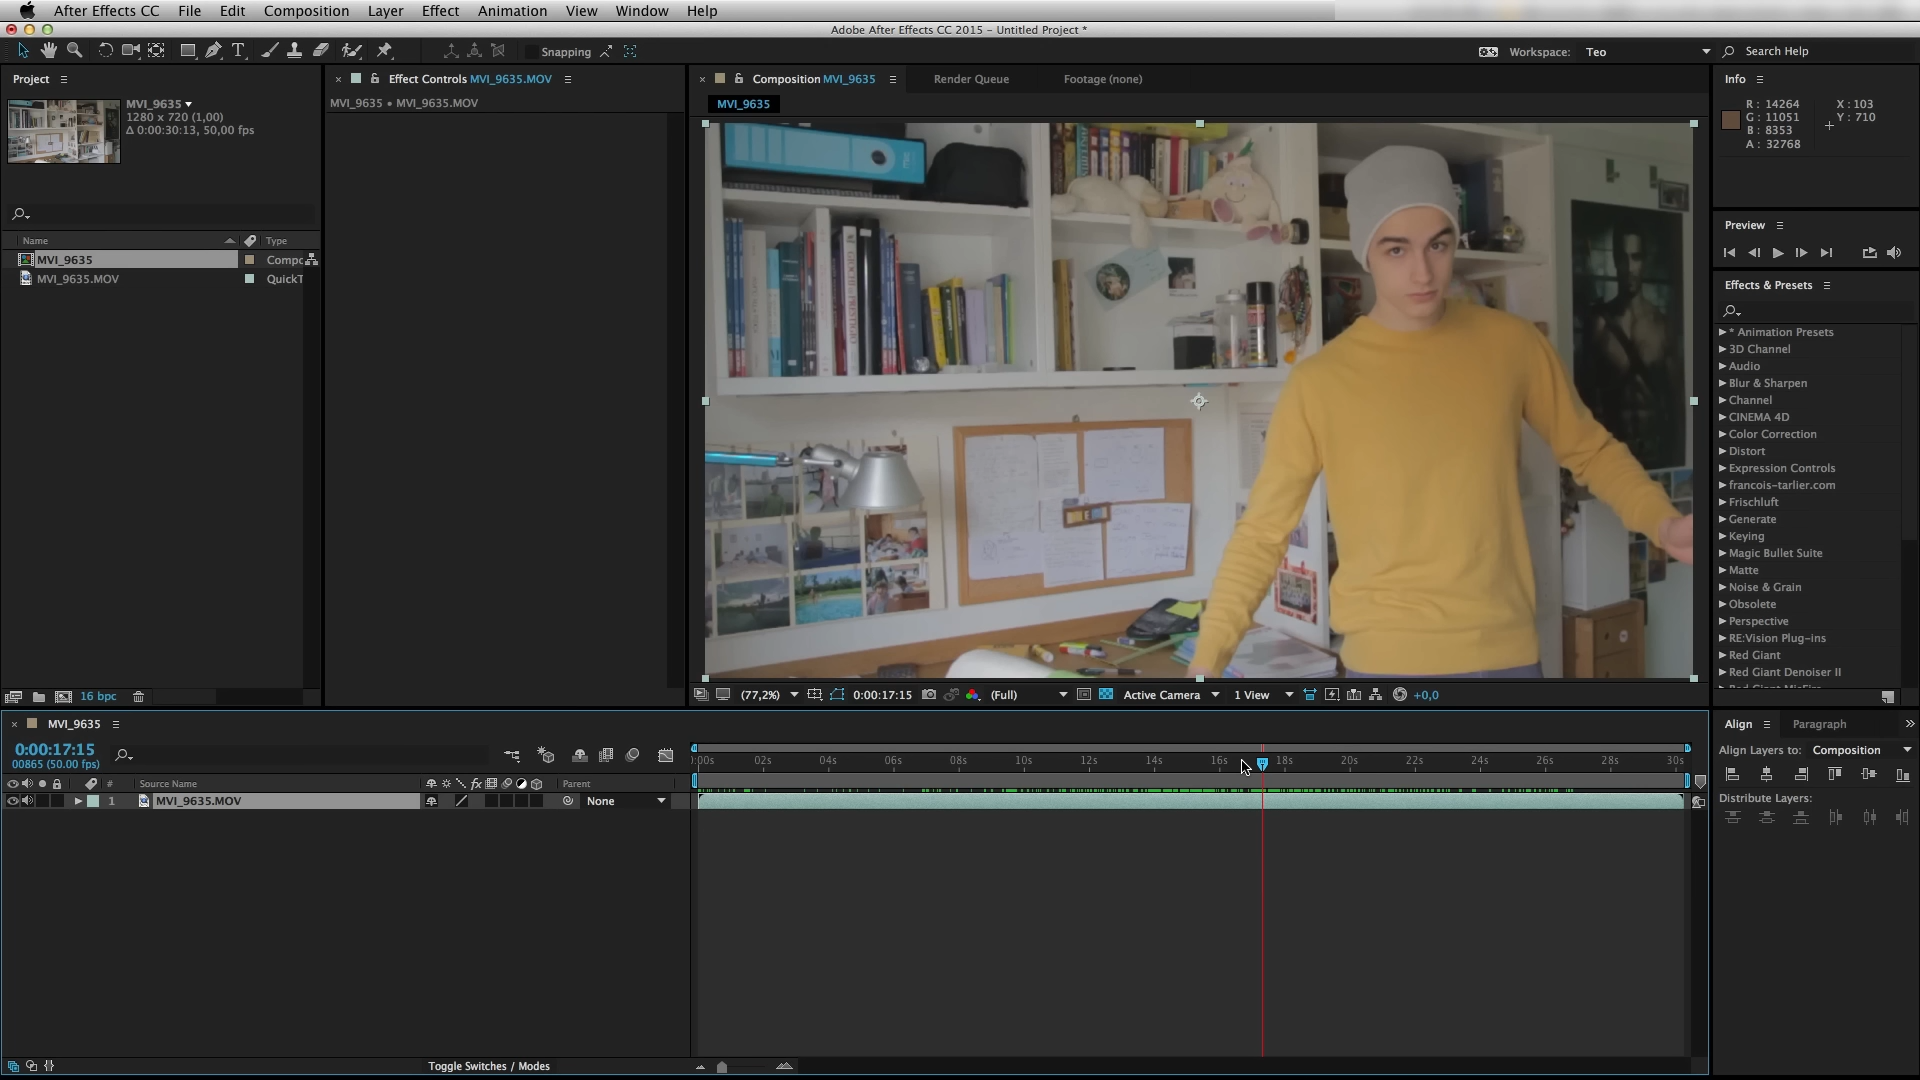 After Effects CC File Edit Composition Layer Effect Animation View Window Help
Adobe After Effects CC 2015 – Untitled Project *
Snapping
Workspace: Teo
Search Help
Project
MVI_9635
1280 x 720 (1,00)
Δ 0:00:30:13, 50,00 fps
Name Type
MVI_9635 Compc
MVI_9635.MOV QuickT
16 bpc
Effect Controls MVI_9635.MOV
MVI_9635 • MVI_9635.MOV
Composition MVI_9635 Render Queue Footage (none)
MVI_9635
(77,2%) 0:00:17:15 (Full) Active Camera 1 View +0,0
Info
R : 14264 X : 103
G : 11051 Y : 710
B : 8353
A : 32768
Preview
Effects & Presets
* Animation Presets
3D Channel
Audio
Blur & Sharpen
Channel
CINEMA 4D
Color Correction
Distort
Expression Controls
francois-tarlier.com
Frischluft
Generate
Keying
Magic Bullet Suite
Matte
Noise & Grain
Obsolete
Perspective
RE:Vision Plug-ins
Red Giant
Red Giant Denoiser II
MVI_9635
0:00:17:15
00865 (50.00 fps)
# Source Name Parent
1 MVI_9635.MOV None
:00s 02s 04s 06s 08s 10s 12s 14s 16s 18s 20s 22s 24s 26s 28s 30s
Toggle Switches / Modes
Align Paragraph
Align Layers to: Composition
Distribute Layers: